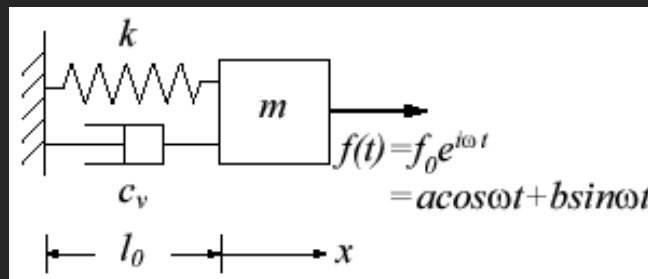 k
m
f(t)=f₀e^{iωt}
=acosωt+bsinωt
c_v
l₀
x